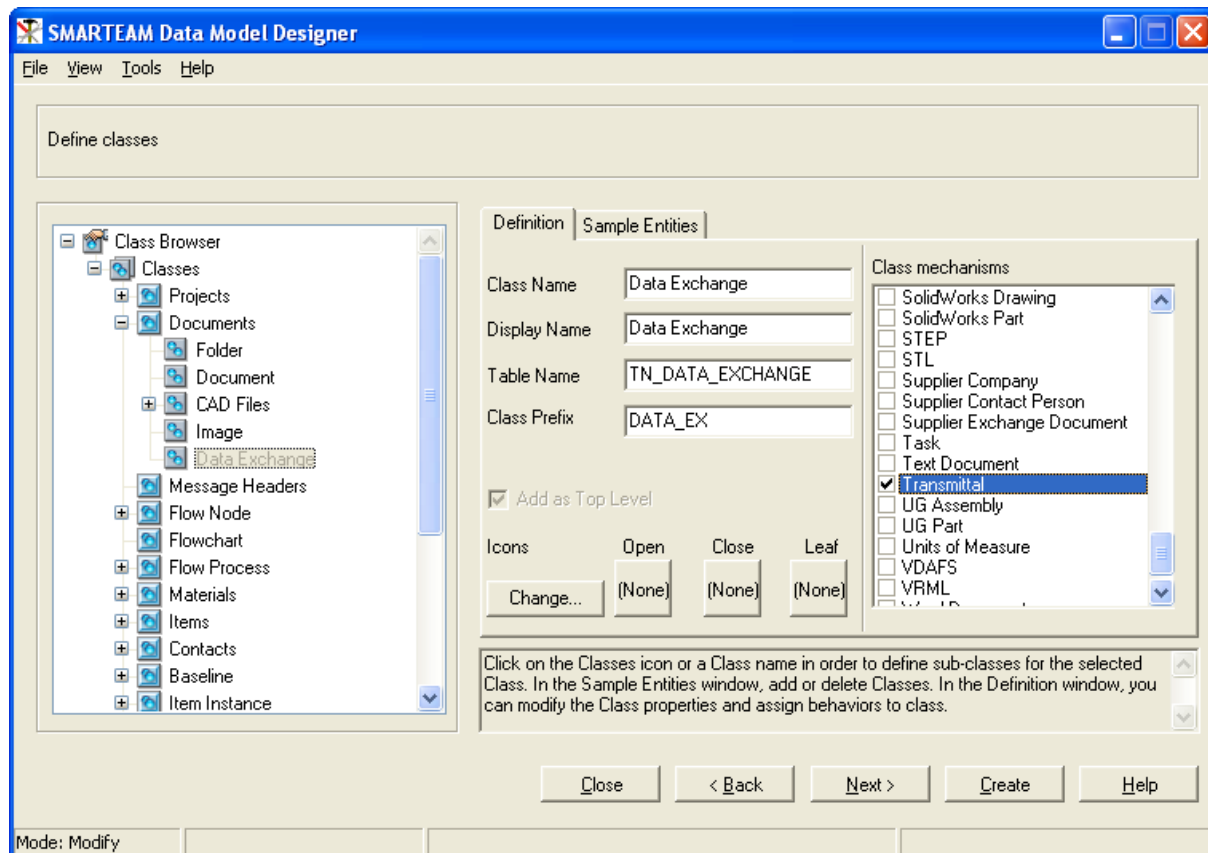 SMARTEAM Data Model Designer
File View Tools Help
Define classes
Class Browser
Classes
Projects
Documents
Folder
Document
CAD Files
Image
Data Exchange
Message Headers
Flow Node
Flowchart
Flow Process
Materials
Items
Contacts
Baseline
Item Instance
Definition
Sample Entities
Class Name
Data Exchange
Display Name
Data Exchange
Table Name
TN_DATA_EXCHANGE
Class Prefix
DATA_EX
Add as Top Level
Icons
Open
Close
Leaf
Change...
(None)
(None)
(None)
Class mechanisms
SolidWorks Drawing
SolidWorks Part
STEP
STL
Supplier Company
Supplier Contact Person
Supplier Exchange Document
Task
Text Document
Transmittal
UG Assembly
UG Part
Units of Measure
VDAFS
VRML
Click on the Classes icon or a Class name in order to define sub-classes for the selected
Class. In the Sample Entities window, add or delete Classes. In the Definition window, you
can modify the Class properties and assign behaviors to class.
Close
< Back
Next >
Create
Help
Mode: Modify